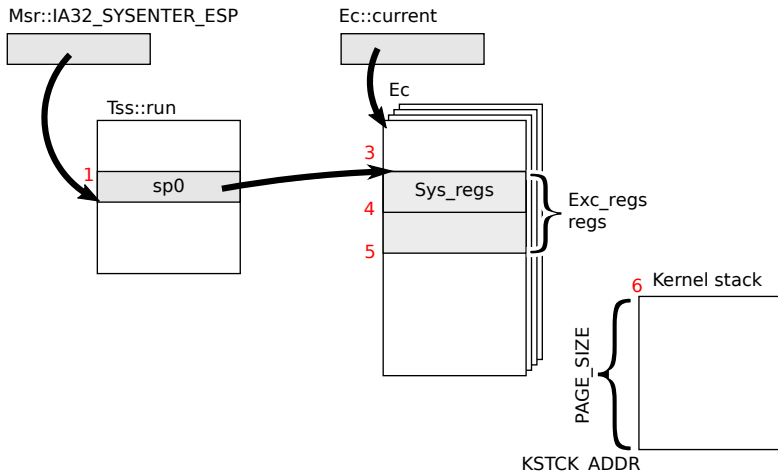 Msr::IA32_SYSENTER_ESP
Ec::current
Ec
Tss::run
3
1
sp0
Sys_regs
Exc_regs
regs
4
5
6
Kernel stack
PAGE_SIZE
KSTCK_ADDR